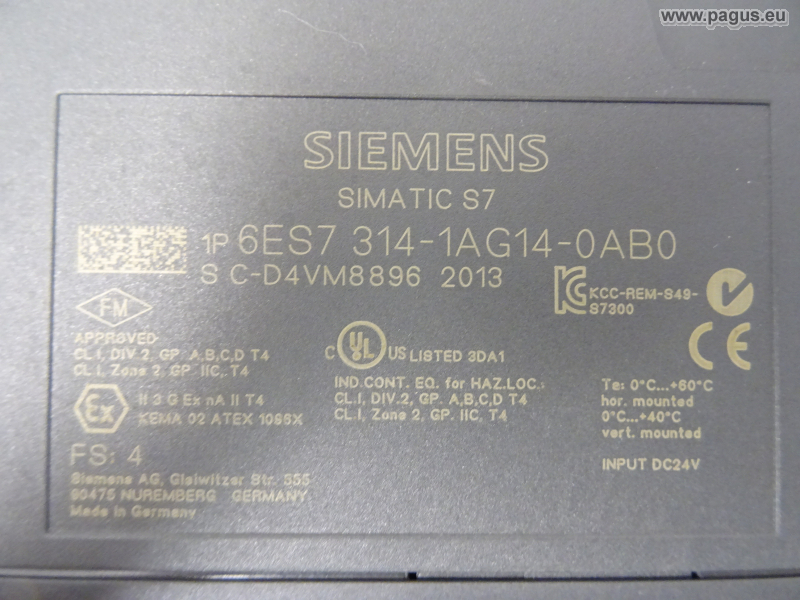 www.pagus.eu
SIEMENS
SIMATIC S7
1P 6ES7 314-1AG14-0AB0
S C-D4VM8896 2013
KCC-REM-S49-
S7300
FM
APPROVED
CL.I, DIV.2, GP. A,B,C,D T4
CL.I, Zone 2, GP. IIC, T4
C UL US LISTED 3DA1
IND.CONT. EQ. for HAZ.LOC.:
CL.I, DIV.2, GP. A,B,C,D T4
CL.I, Zone 2, GP. IIC, T4
Ta: 0°C...+60°C
hor. mounted
0°C...+40°C
vert. mounted
INPUT DC24V
Ex II 3 G Ex nA II T4
KEMA 02 ATEX 1096X
FS: 4
Siemens AG, Gleiwitzer Str. 555
90475 NUREMBERG GERMANY
Made in Germany